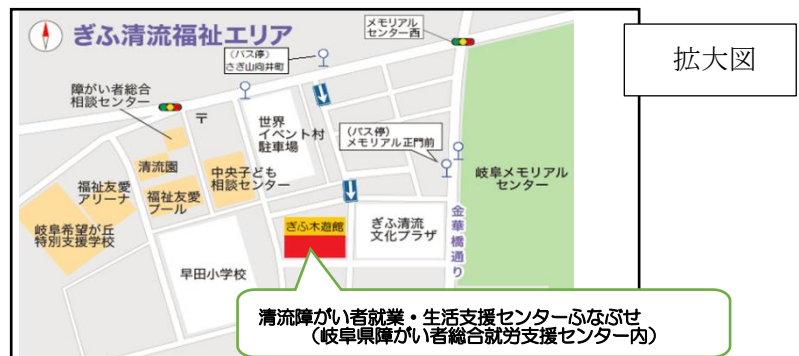 ぎふ清流福祉エリア
メモリアル
センター西
拡大図
(バス停)
さぎ山向井町
障がい者総合
相談センター
〒
世界
イベント村
駐車場
(バス停)
メモリアル正門前
清流園
中央子ども
相談センター
岐阜メモリアル
センター
福祉友愛
アリーナ
福祉友愛
プール
岐阜希望が丘
特別支援学校
ぎふ木遊館
ぎふ清流
文化プラザ
金華橋通り
早田小学校
清流障がい者就業・生活支援センターふなぶせ
(岐阜県障がい者総合就労支援センター内)